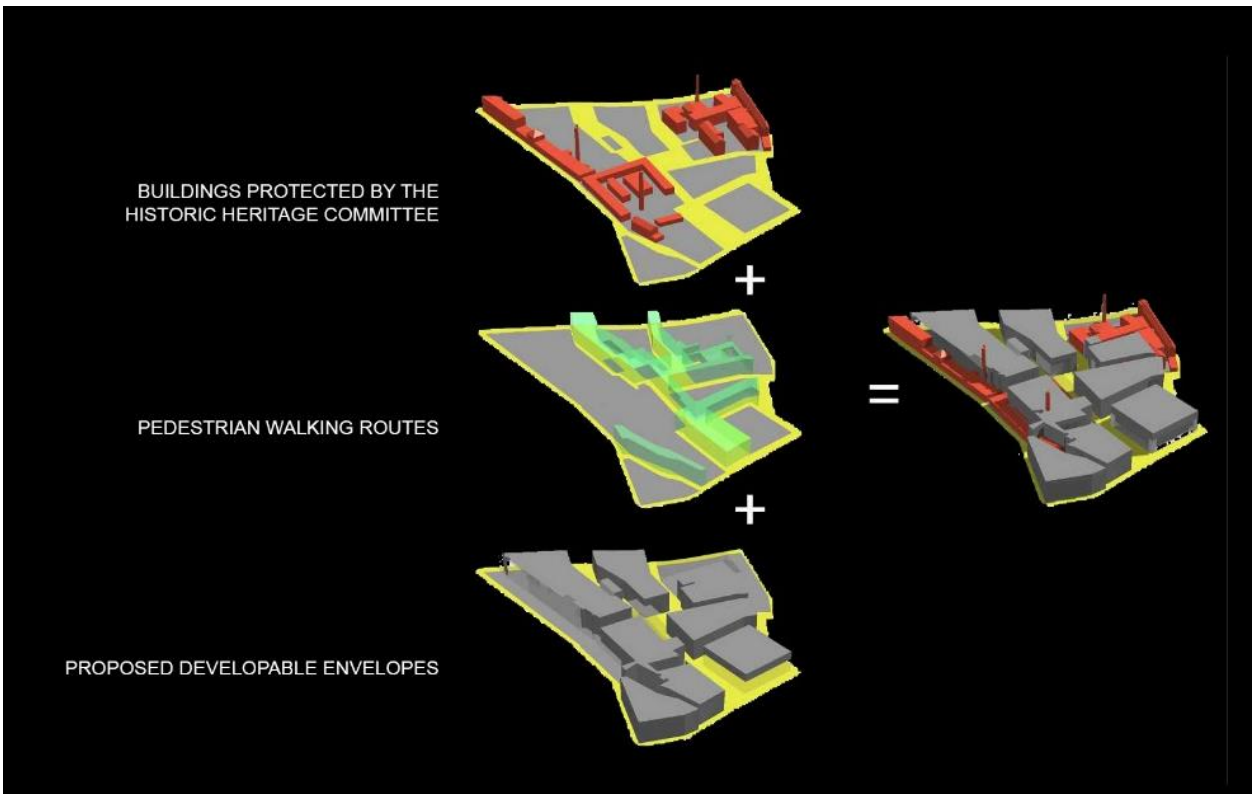 BUILDINGS PROTECTED BY THE
HISTORIC HERITAGE COMMITTEE
+
PEDESTRIAN WALKING ROUTES
=
+
PROPOSED DEVELOPABLE ENVELOPES